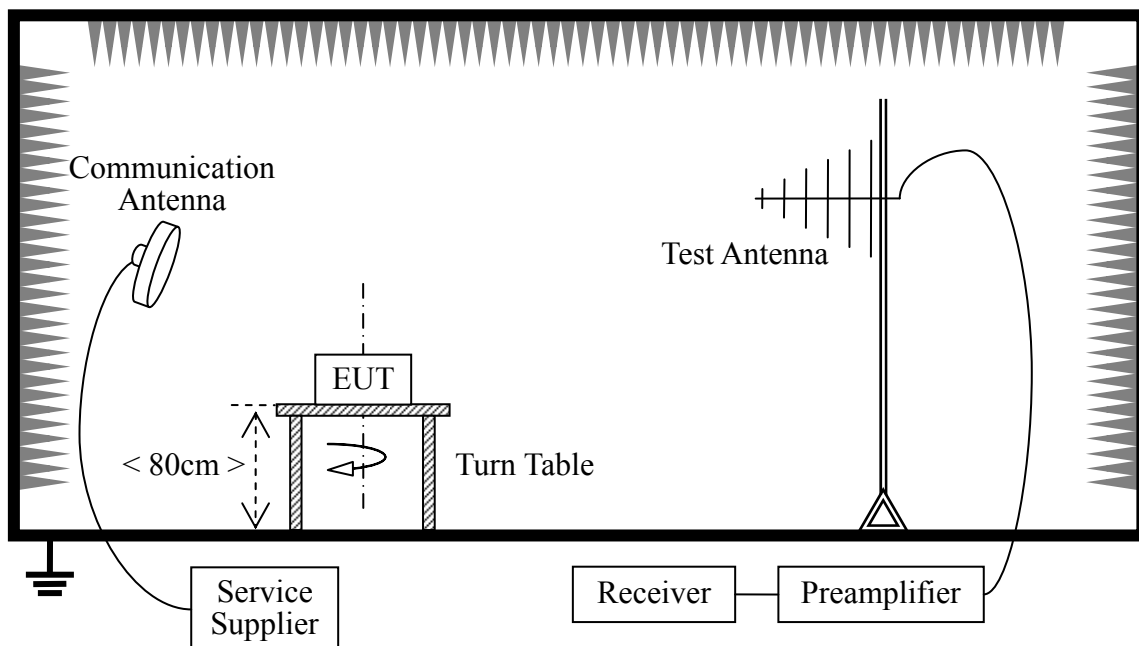 Communication
Antenna
Test Antenna
EUT
< 80cm >
Turn Table
Service
Supplier
Receiver
Preamplifier